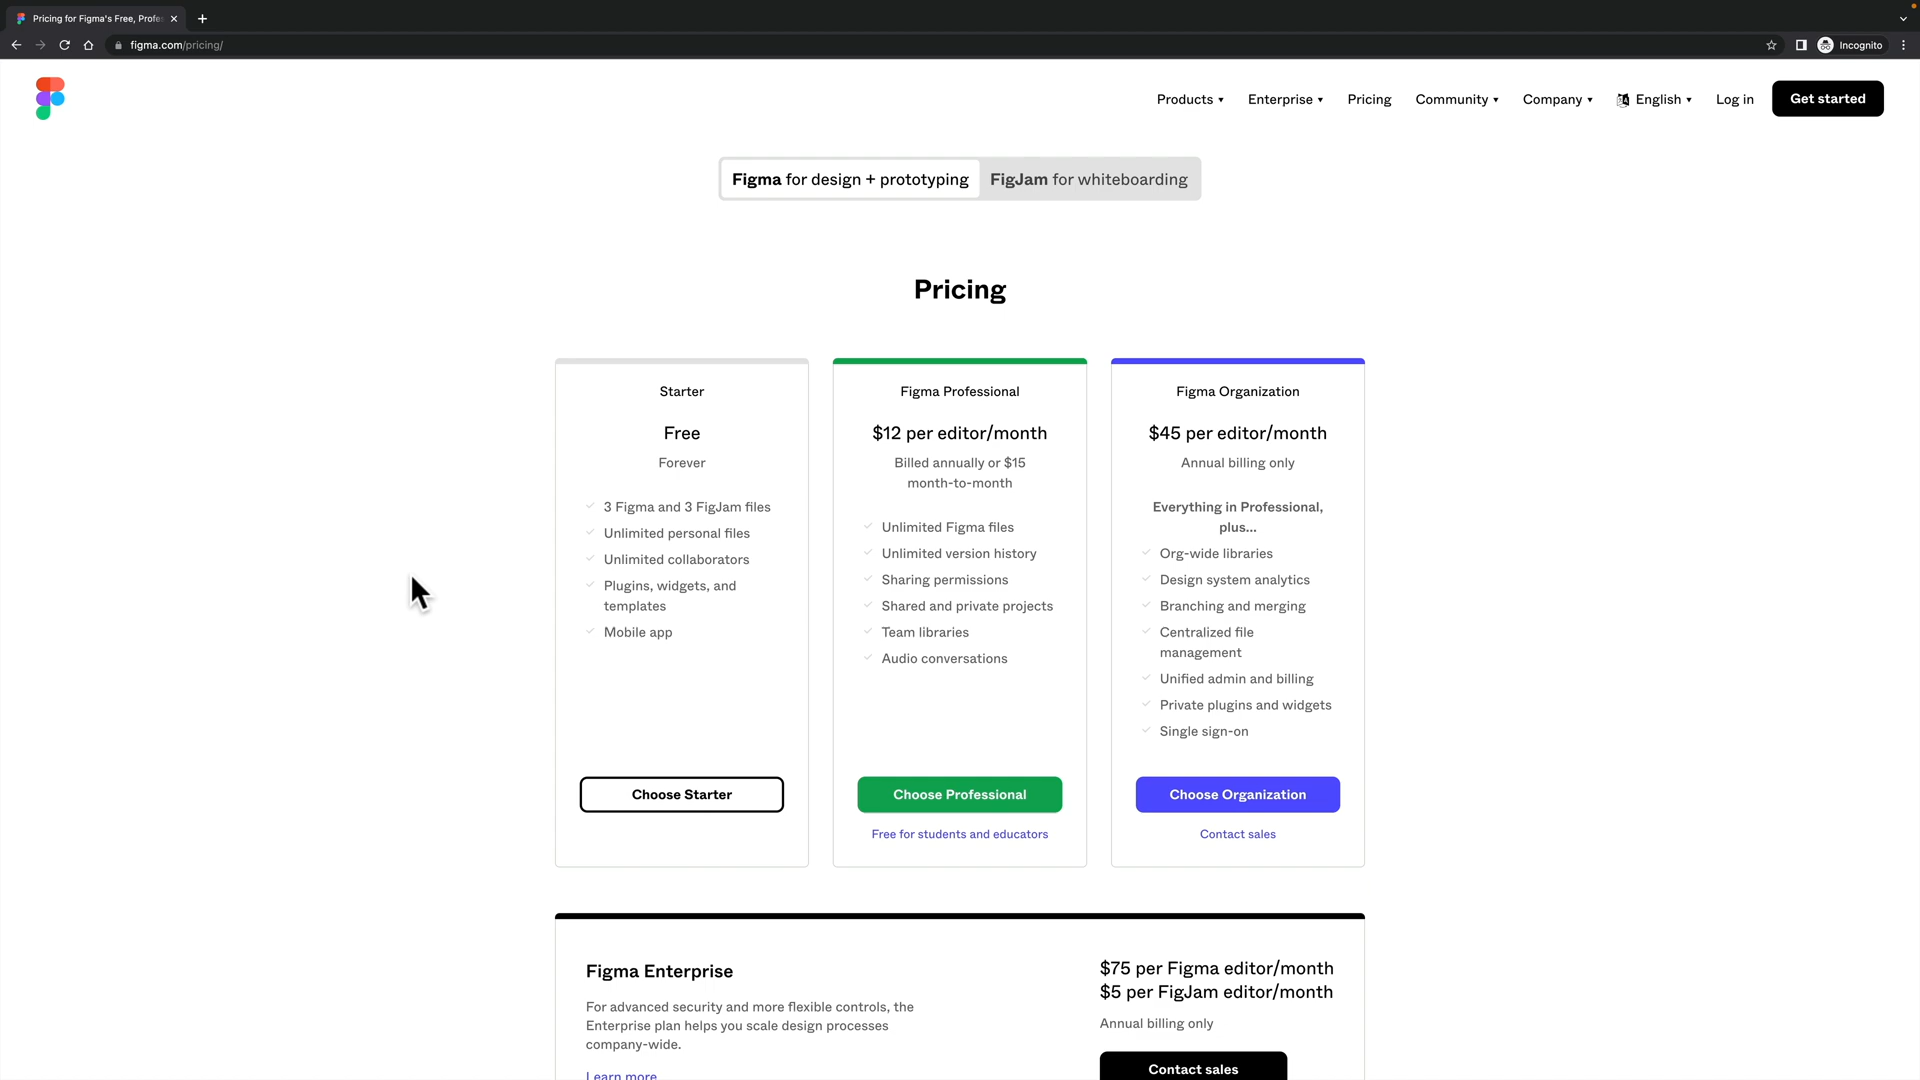 Pricing for Figma's Free, Profe
figma.com/pricing/
Incognito
Products
Enterprise
Pricing
Community
Company
English
Log in
Get started
Figma for design + prototyping
FigJam for whiteboarding
Pricing
Starter
Free
Forever
3 Figma and 3 FigJam files
Unlimited personal files
Unlimited collaborators
Plugins, widgets, and
templates
Mobile app
Choose Starter
Figma Professional
$12 per editor/month
Billed annually or $15
month-to-month
Unlimited Figma files
Unlimited version history
Sharing permissions
Shared and private projects
Team libraries
Audio conversations
Choose Professional
Free for students and educators
Figma Organization
$45 per editor/month
Annual billing only
Everything in Professional,
plus...
Org-wide libraries
Design system analytics
Branching and merging
Centralized file
management
Unified admin and billing
Private plugins and widgets
Single sign-on
Choose Organization
Contact sales
Figma Enterprise
For advanced security and more flexible controls, the
Enterprise plan helps you scale design processes
company-wide.
Learn more
$75 per Figma editor/month
$5 per FigJam editor/month
Annual billing only
Contact sales